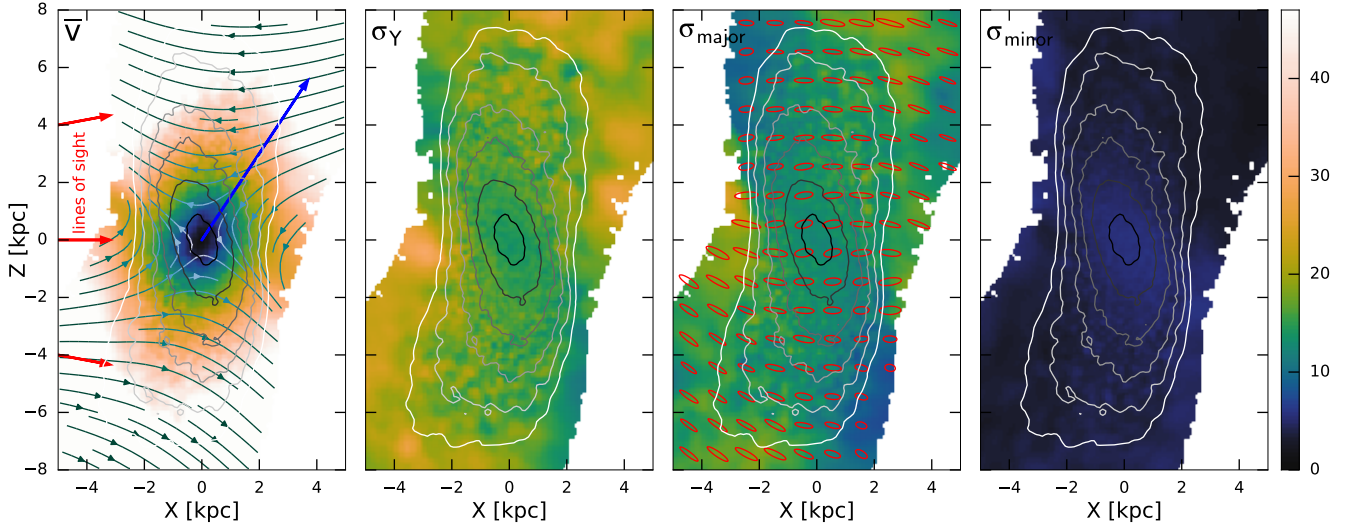 v̅
σY
σmajor
σminor
lines of sight
8
6
4
2
0
−2
−4
−6
−8
Z [kpc]
−4 −2 0 2 4
−4 −2 0 2 4
−4 −2 0 2 4
−4 −2 0 2 4
X [kpc]
X [kpc]
X [kpc]
X [kpc]
40
30
20
10
0